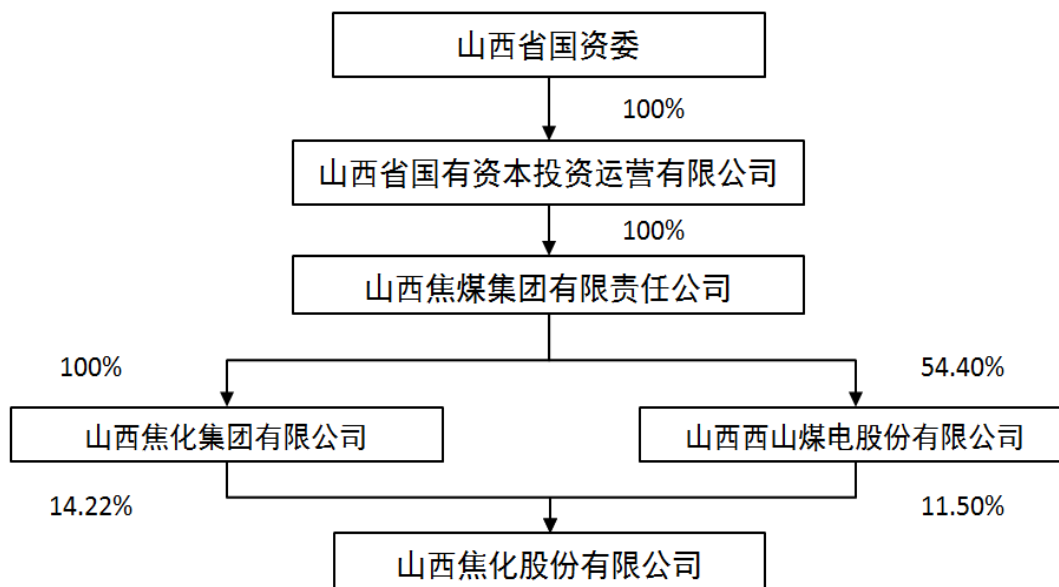 山西省国资委
100%
山西省国有资本投资运营有限公司
100%
山西焦煤集团有限责任公司
100%
54.40%
山西焦化集团有限公司
山西西山煤电股份有限公司
14.22%
11.50%
山西焦化股份有限公司